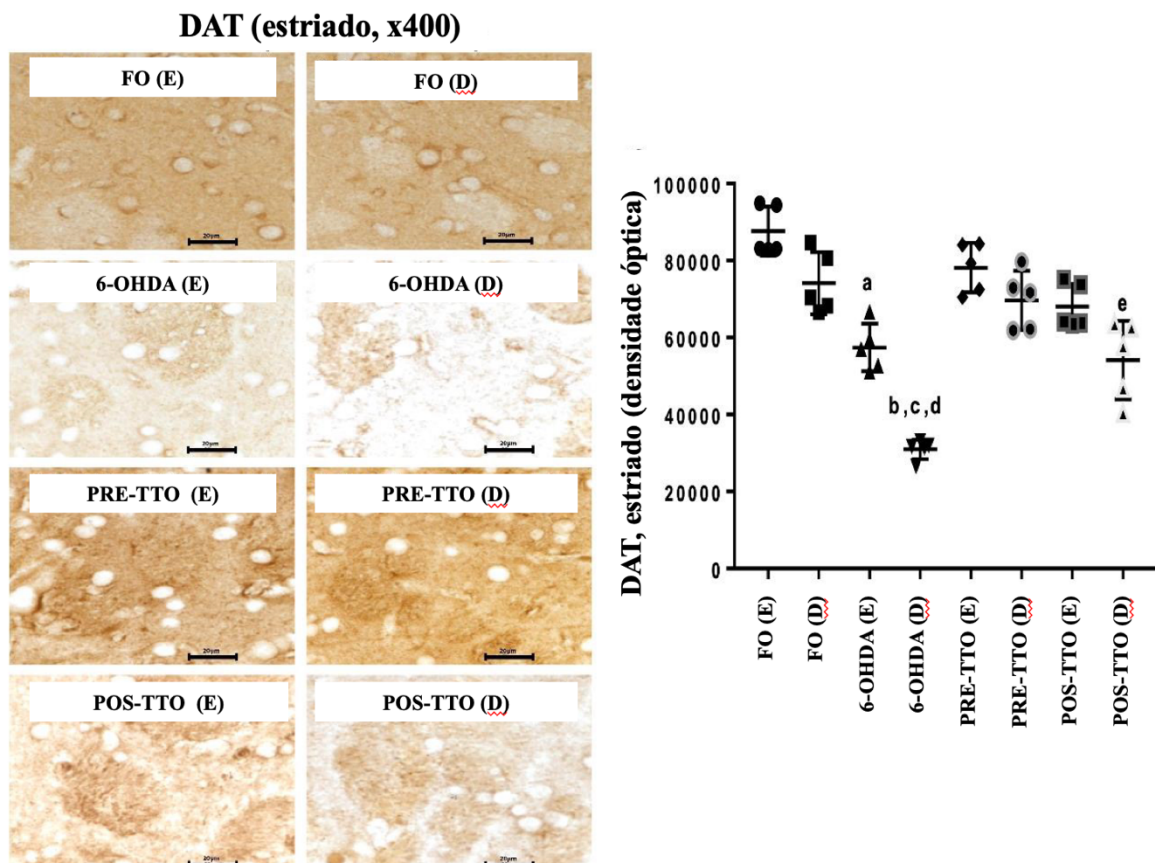 DAT (estriado, x400)
FO (E)
FO (D)
20µm
20µm
6-OHDA (E)
6-OHDA (D)
20µm
20µm
PRE-TTO (E)
PRE-TTO (D)
20µm
20µm
POS-TTO (E)
POS-TTO (D)
20µm
20µm
DAT, estriado (densidade óptica)
100000
80000
60000
40000
20000
0
a
b,c,d
e
FO (E)
FO (D)
6-OHDA (E)
6-OHDA (D)
PRE-TTO (E)
PRE-TTO (D)
POS-TTO (E)
POS-TTO (D)